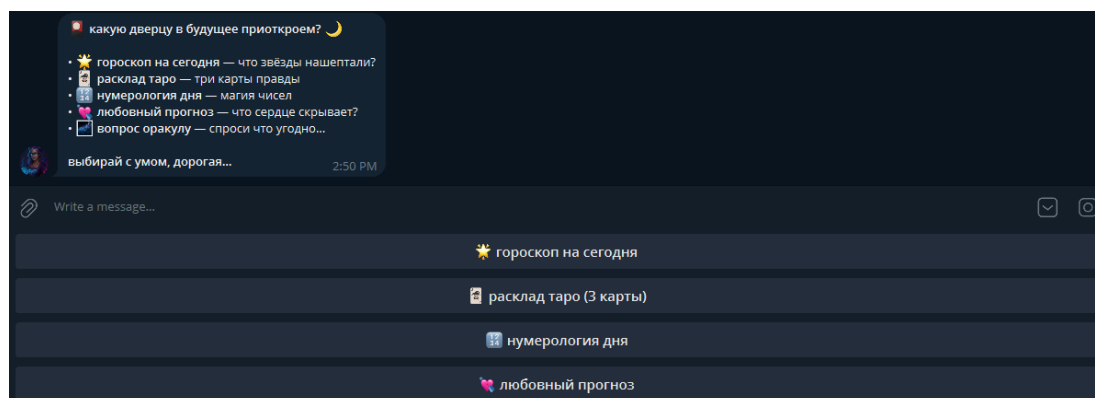 какую дверцу в будущее приоткроем?
• гороскоп на сегодня — что звёзды нашептали?
• расклад таро — три карты правды
• нумерология дня — магия чисел
• любовный прогноз — что сердце скрывает?
• вопрос оракулу — спроси что угодно...
выбирай с умом, дорогая...
2:50 PM
Write a message...
гороскоп на сегодня
расклад таро (3 карты)
нумерология дня
любовный прогноз